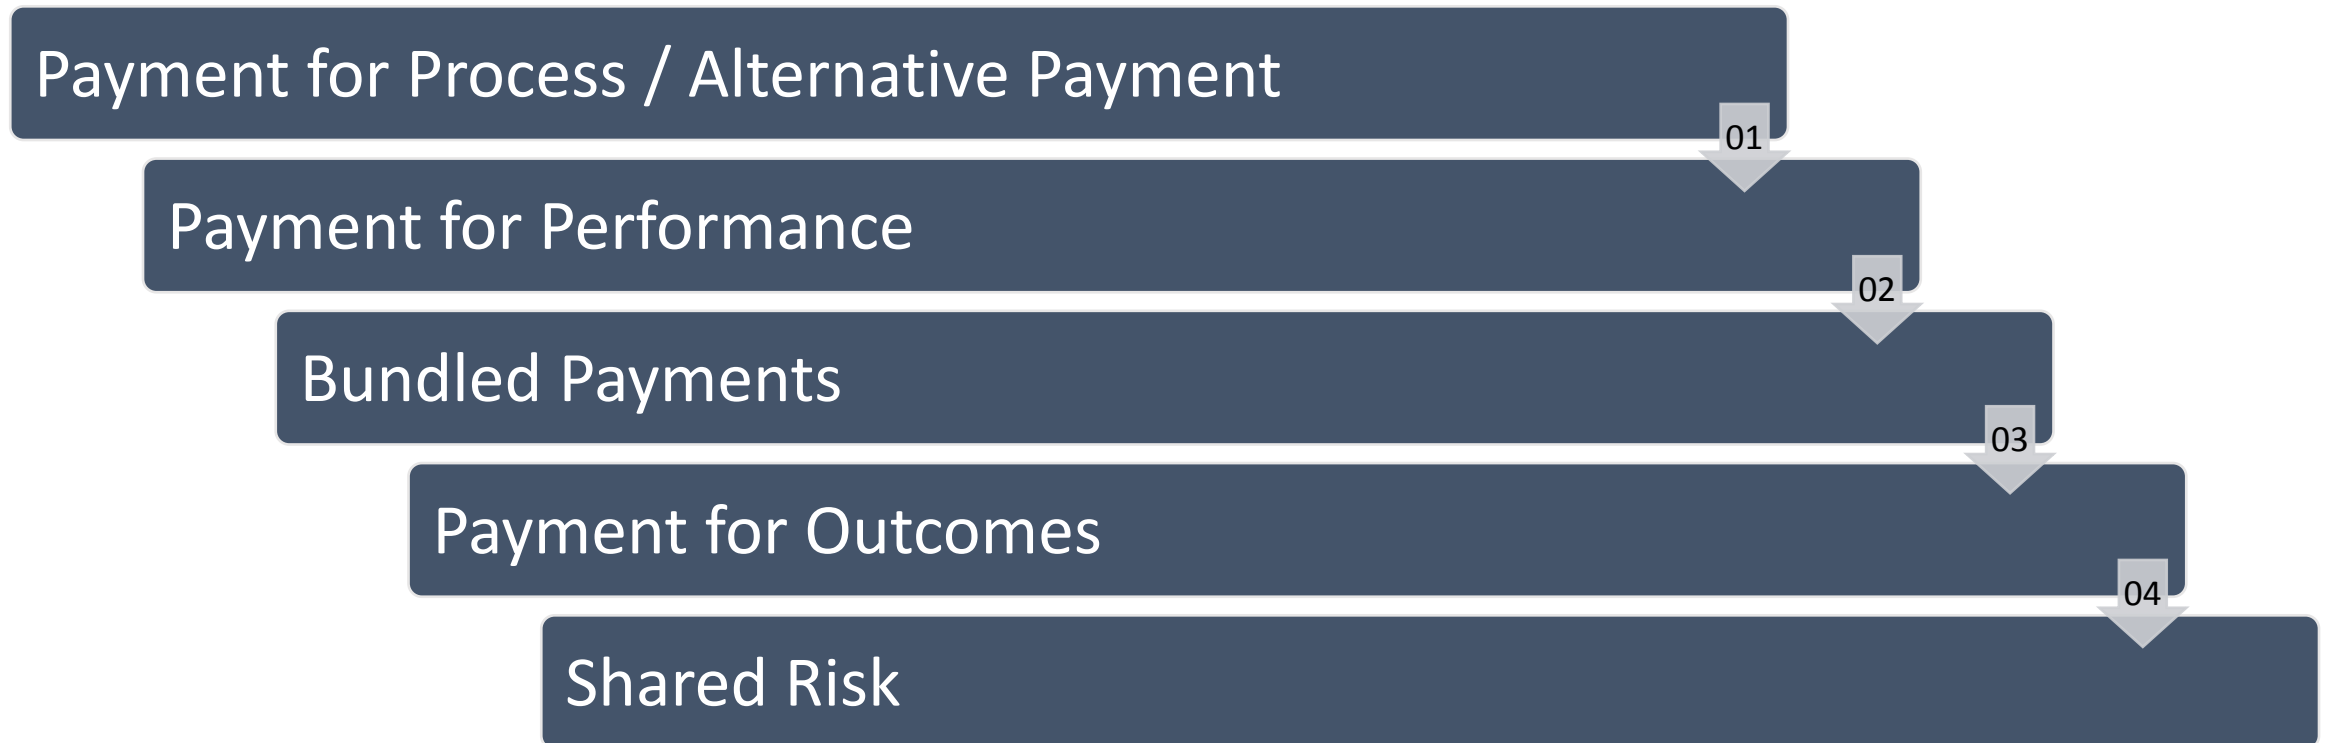 Payment for Process / Alternative Payment
01
Payment for Performance
02
Bundled Payments
03
Payment for Outcomes
04
Shared Risk